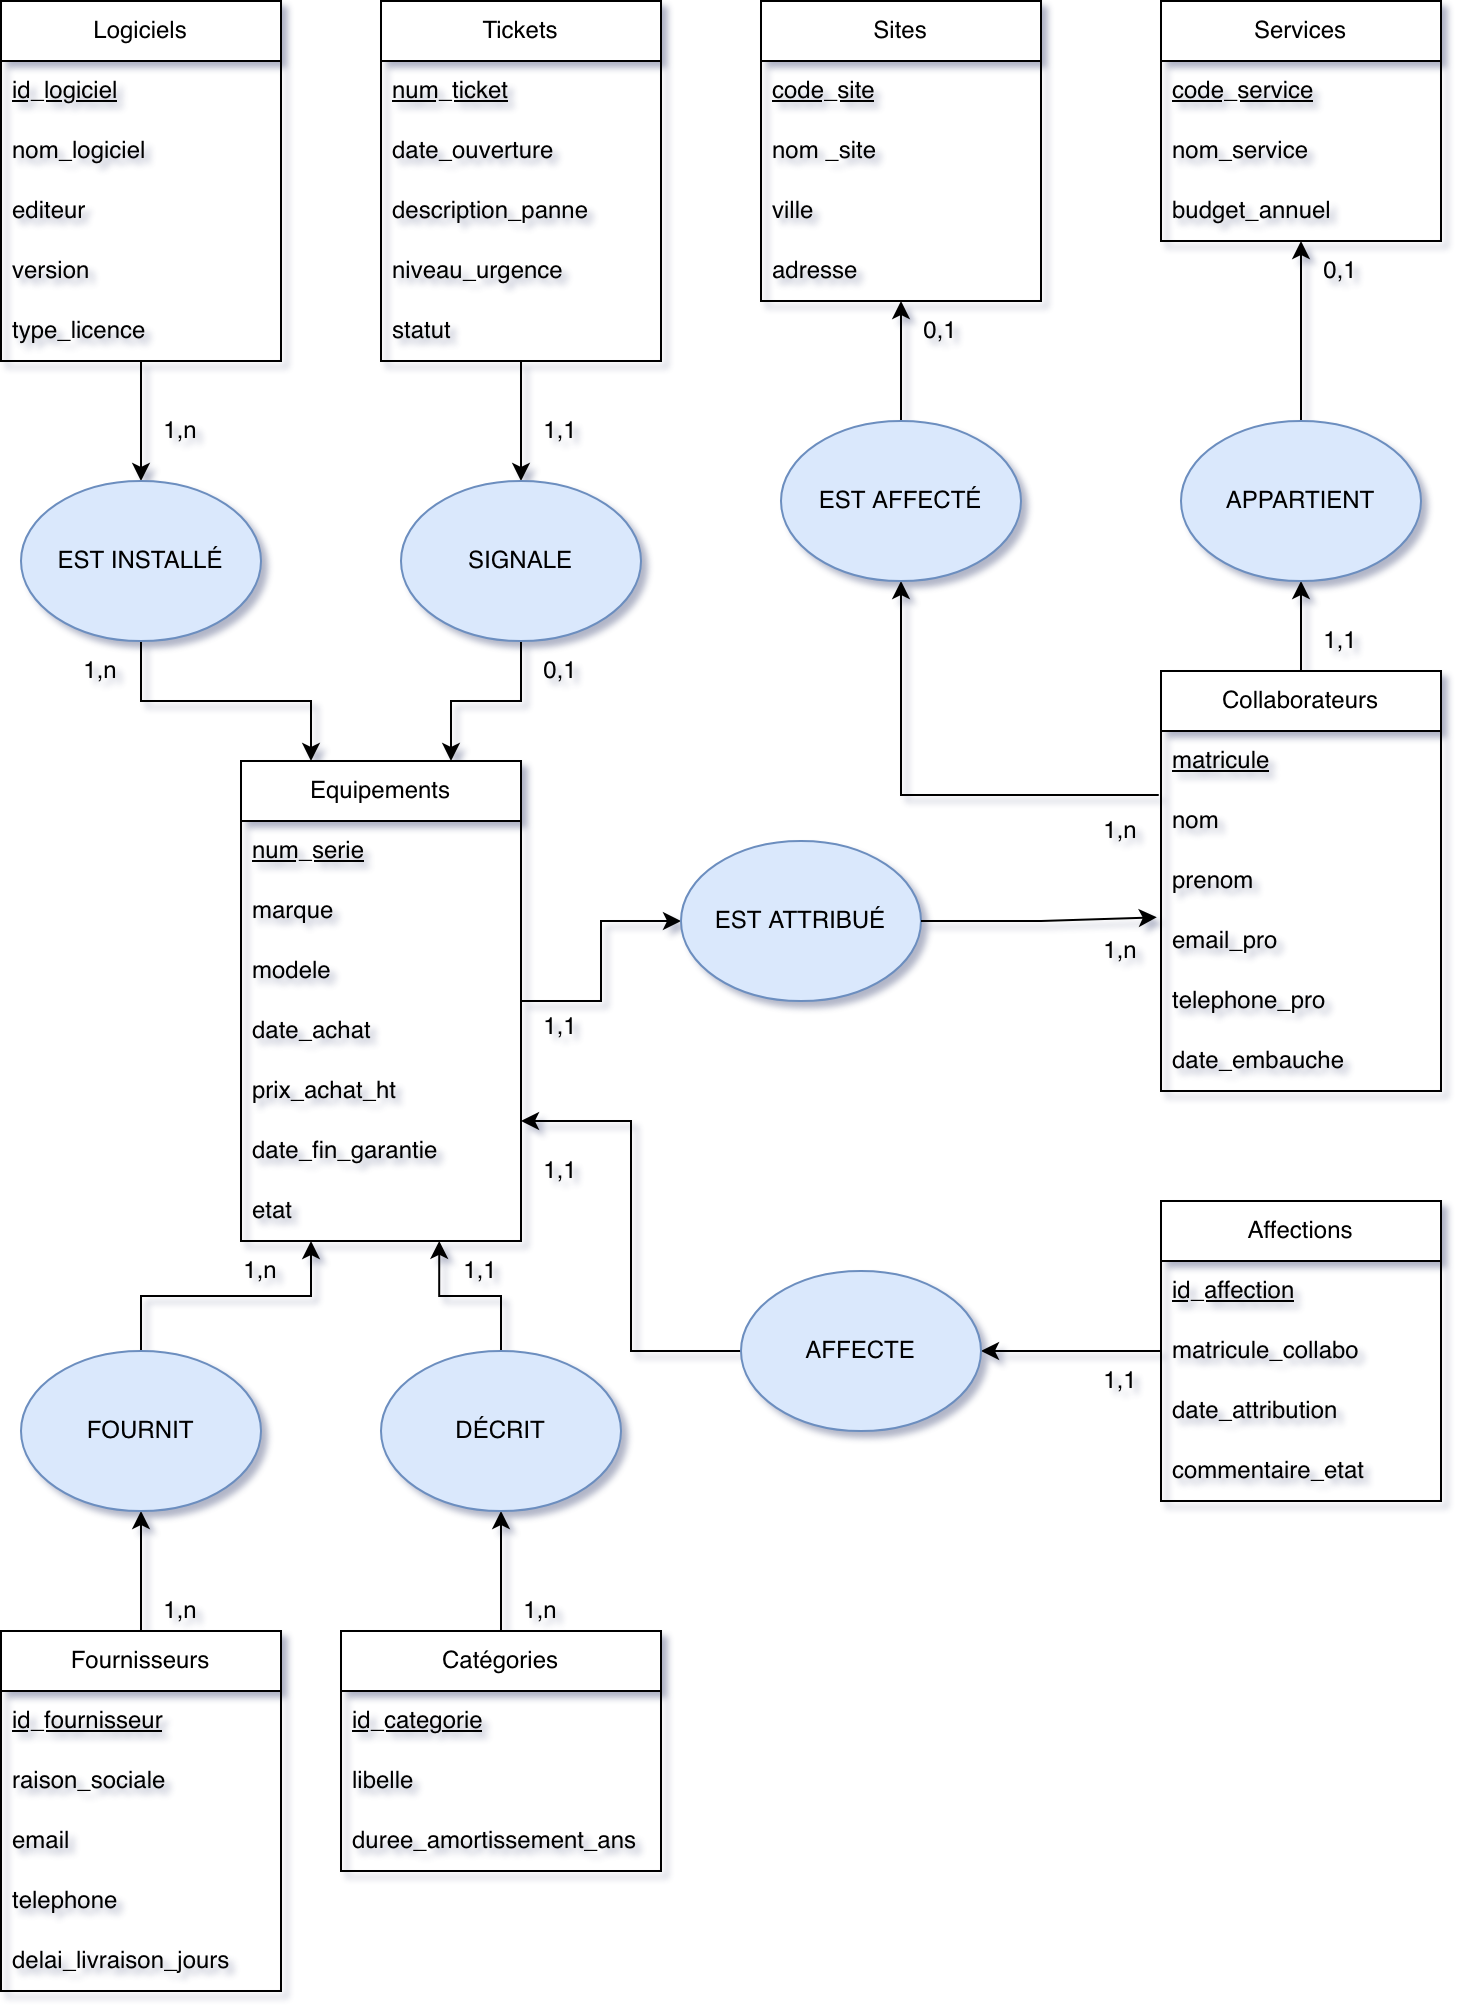 Logiciels
id_logiciel
nom_logiciel
editeur
version
type_licence
Tickets
num_ticket
date_ouverture
description_panne
niveau_urgence
statut
Sites
code_site
nom _site
ville
adresse
Services
code_service
nom_service
budget_annuel
1,n
1,1
0,1
0,1
EST INSTALLÉ
SIGNALE
EST AFFECTÉ
APPARTIENT
1,n
0,1
1,1
Collaborateurs
matricule
nom
prenom
email_pro
telephone_pro
date_embauche
1,n
1,n
Equipements
num_serie
marque
modele
date_achat
prix_achat_ht
date_fin_garantie
etat
EST ATTRIBUÉ
1,1
1,1
Affections
id_affection
matricule_collabo
date_attribution
commentaire_etat
AFFECTE
1,1
1,n
1,1
FOURNIT
DÉCRIT
1,n
1,n
Fournisseurs
id_fournisseur
raison_sociale
email
telephone
delai_livraison_jours
Catégories
id_categorie
libelle
duree_amortissement_ans